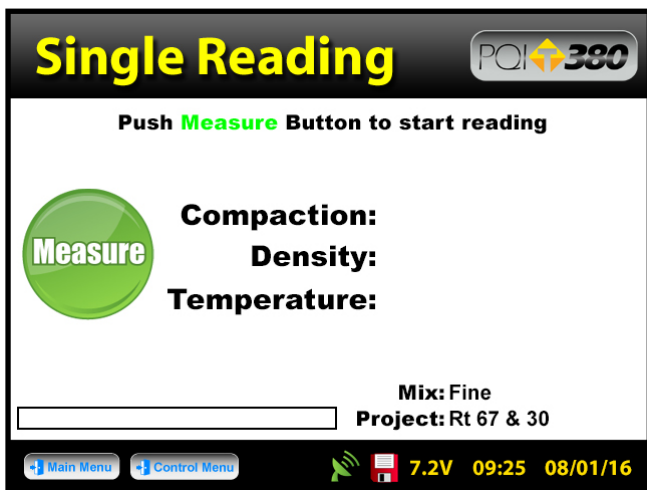 Single Reading
PQI T 380
Push Measure Button to start reading
Measure
Compaction:
Density:
Temperature:
Mix: Fine
Project: Rt 67 & 30
Main Menu Control Menu 7.2V 09:25 08/01/16